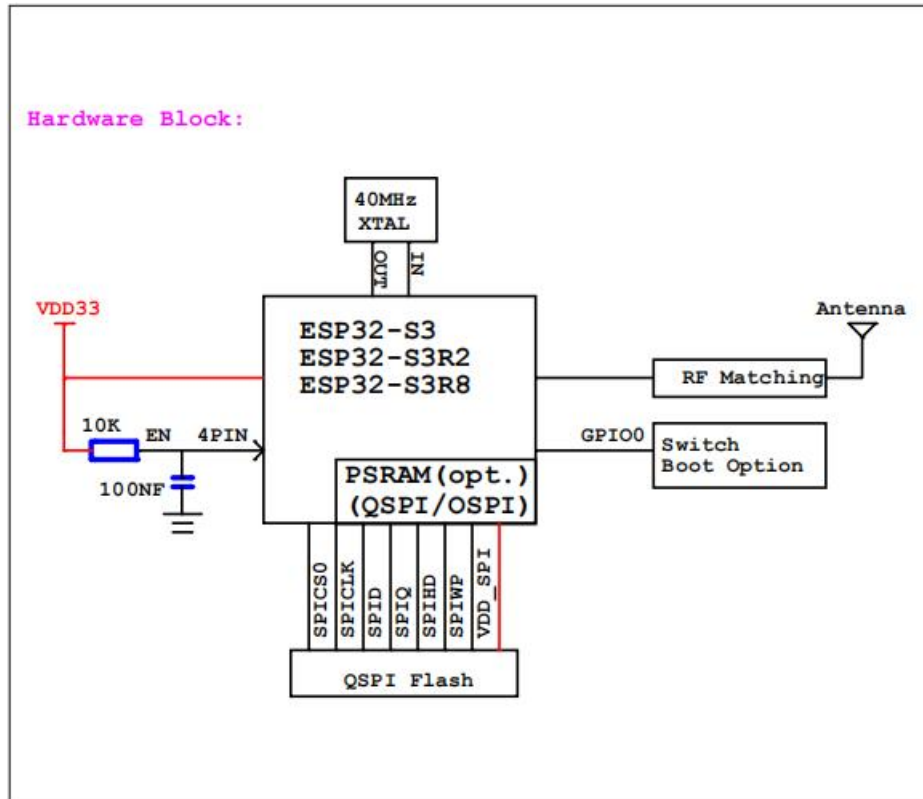 Hardware Block:
40MHz
XTAL
OUT
IN
VDD33
ESP32-S3
ESP32-S3R2
ESP32-S3R8
Antenna
RF Matching
10K
EN
4PIN
100NF
GPIO0
Switch
Boot Option
PSRAM(opt.)
(QSPI/OSPI)
SPICS0
SPICLK
SPID
SPIQ
SPIHD
SPIWP
VDD_SPI
QSPI Flash